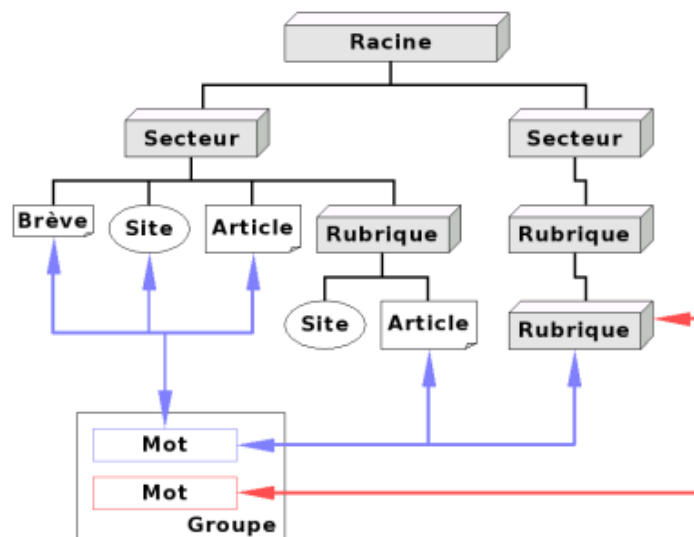 Racine
Secteur
Secteur
Brève
Site
Article
Rubrique
Rubrique
Site
Article
Rubrique
Mot
Mot
Groupe